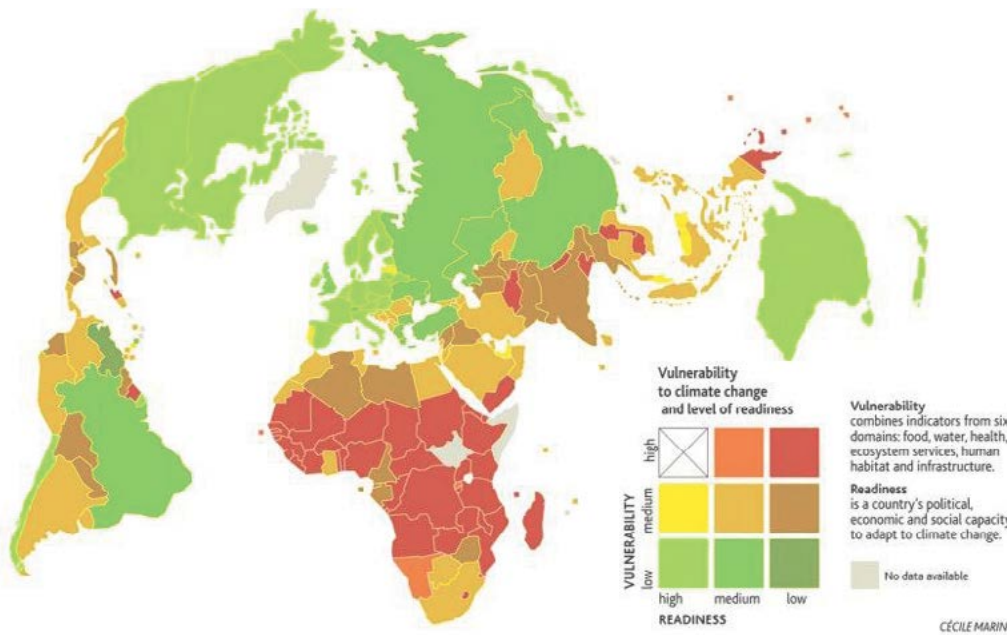 Vulnerability
to climate change
and level of readiness
Vulnerability
combines indicators from six
domains: food, water, health,
ecosystem services, human
habitat and infrastructure.
Readiness
is a country's political,
economic and social capacity
to adapt to climate change.
No data available
VULNERABILITY
high
medium
low
high medium low
READINESS
CÉCILE MARIN